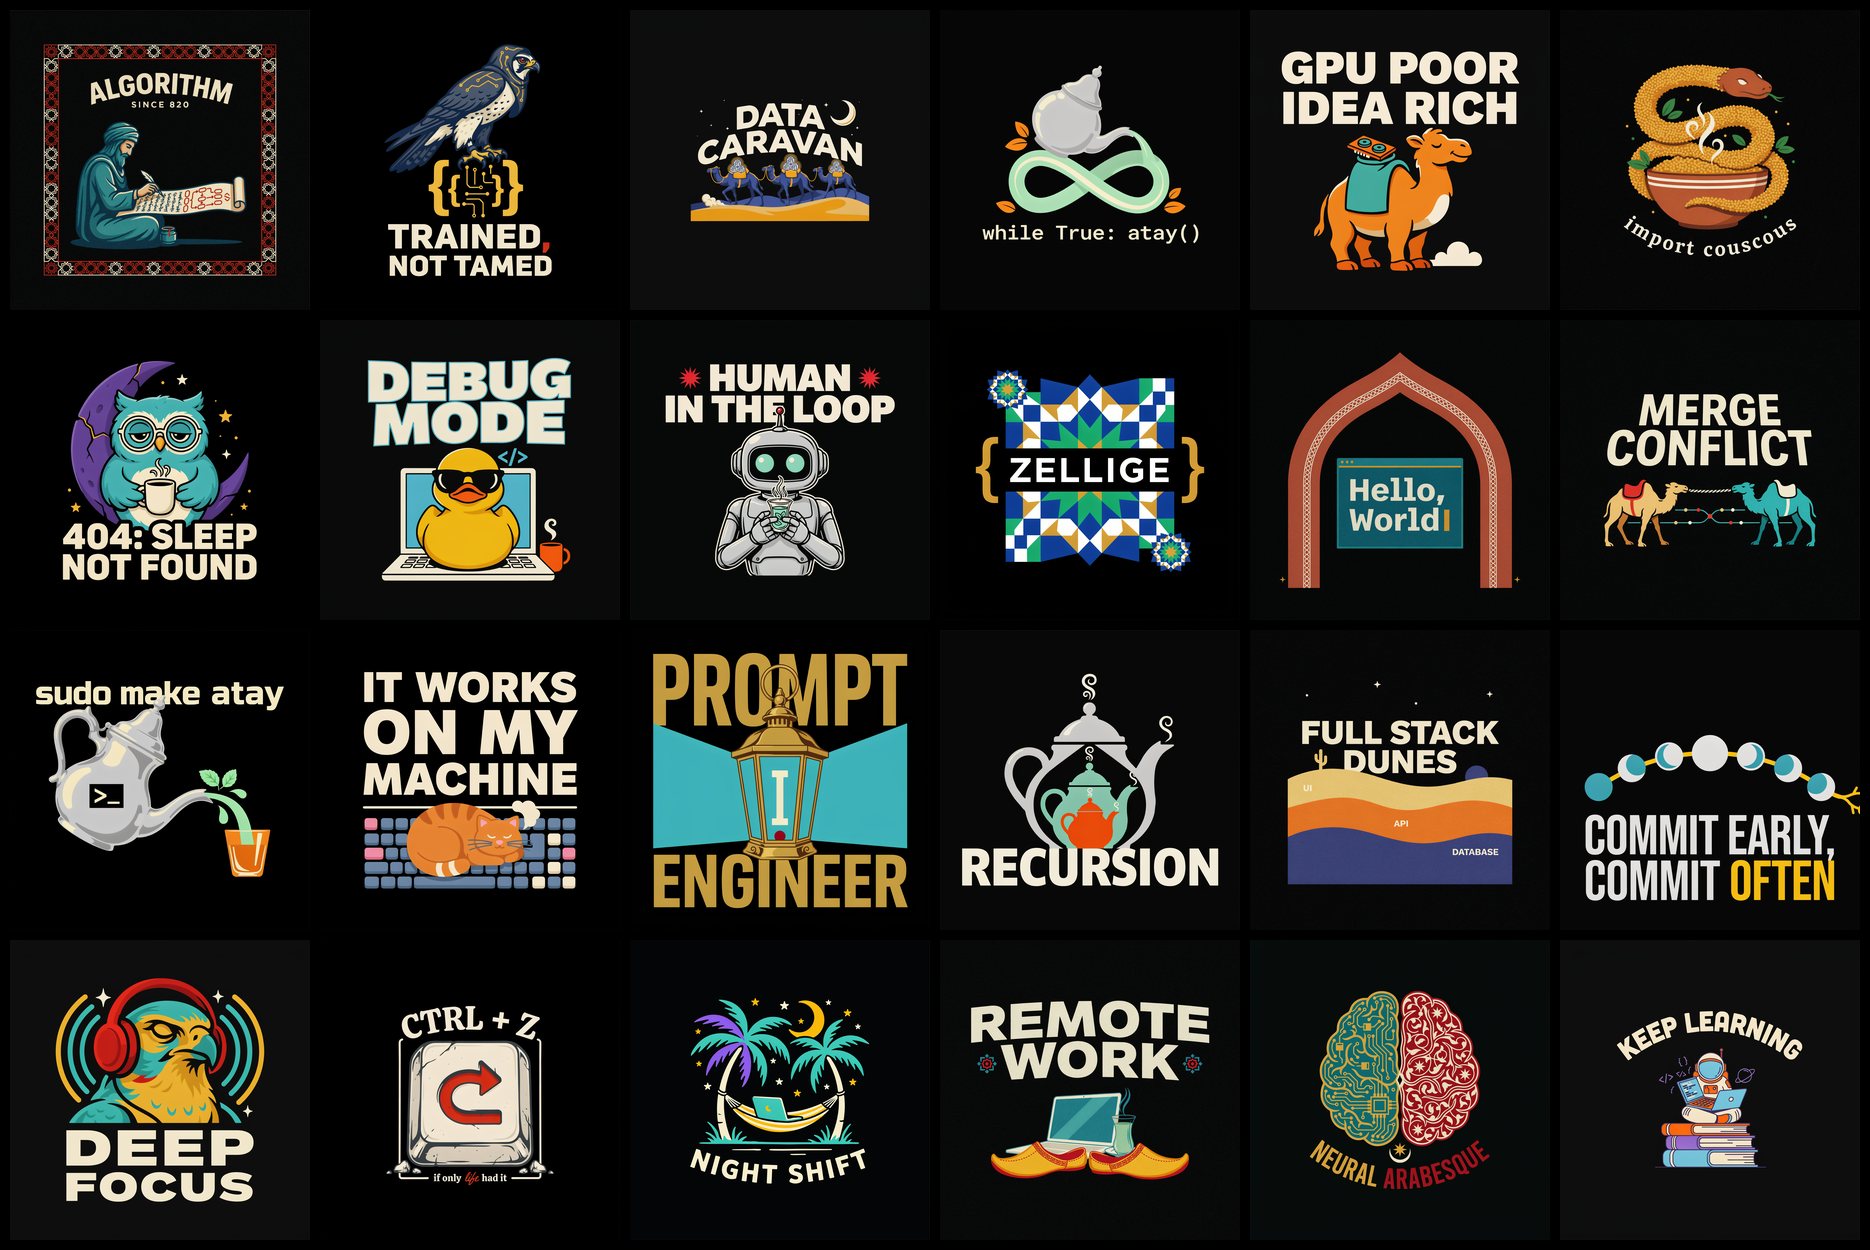 ALGORITHM
SINCE 820
TRAINED,
NOT TAMED
DATA
CARAVAN
while True: atay()
GPU POOR
IDEA RICH
import couscous
404: SLEEP
NOT FOUND
DEBUG
MODE
</>
HUMAN
IN THE LOOP
{ ZELLIGE }
Hello,
World
MERGE
CONFLICT
sudo make atay
>_
IT WORKS
ON MY
MACHINE
PROMPT
I
ENGINEER
RECURSION
FULL STACK
DUNES
UI
API
DATABASE
COMMIT EARLY,
COMMIT OFTEN
DEEP
FOCUS
CTRL + Z
if only life had it
NIGHT SHIFT
REMOTE
WORK
NEURAL ARABESQUE
KEEP LEARNING
</>